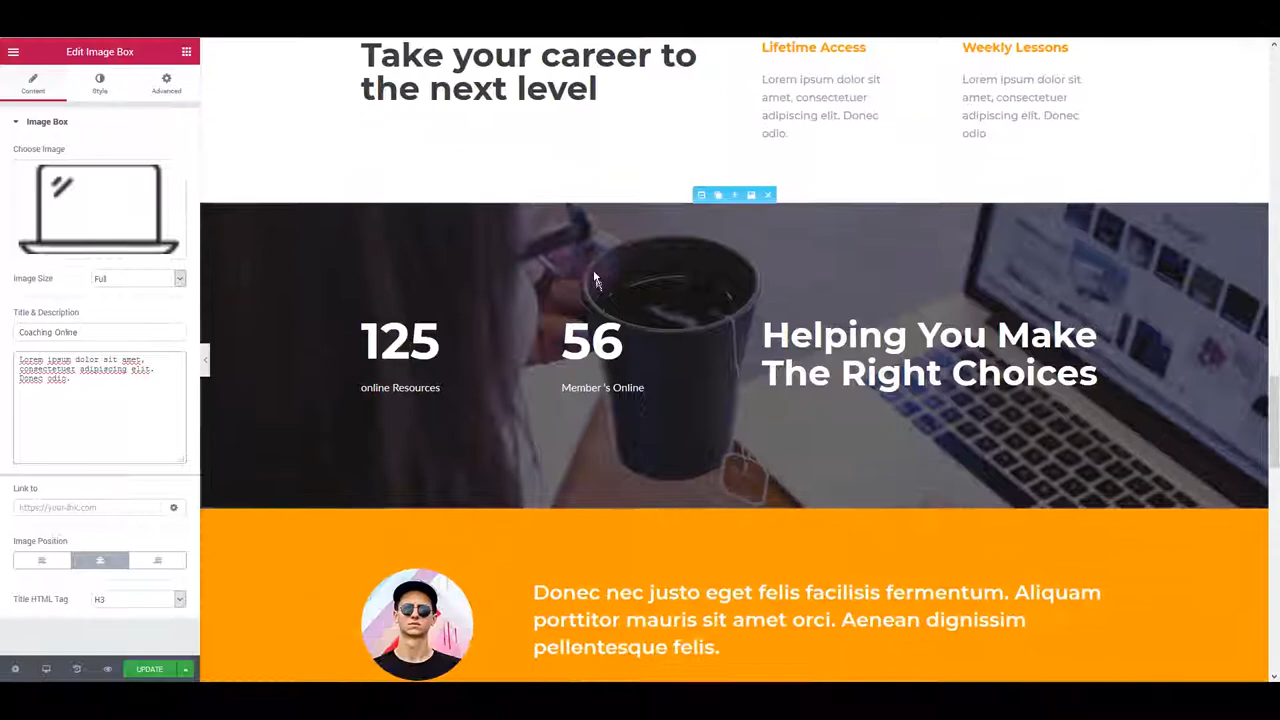 Edit Image Box
Content
Style
Advanced
Image Box
Choose Image
Image Size
Full
Title & Description
Coaching Online
Lorem ipsum dolor sit amet,
consectetuer adipiscing elit.
Donec odio.
Link to
https://your-link.com
Image Position
Title HTML Tag
H3
UPDATE
Take your career to
the next level
Lifetime Access
Lorem ipsum dolor sit
amet, consectetuer
adipiscing elit. Donec
odio.
Weekly Lessons
Lorem ipsum dolor sit
amet, consectetuer
adipiscing elit. Donec
odio
125
online Resources
56
Member 's Online
Helping You Make
The Right Choices
Donec nec justo eget felis facilisis fermentum. Aliquam
porttitor mauris sit amet orci. Aenean dignissim
pellentesque felis.